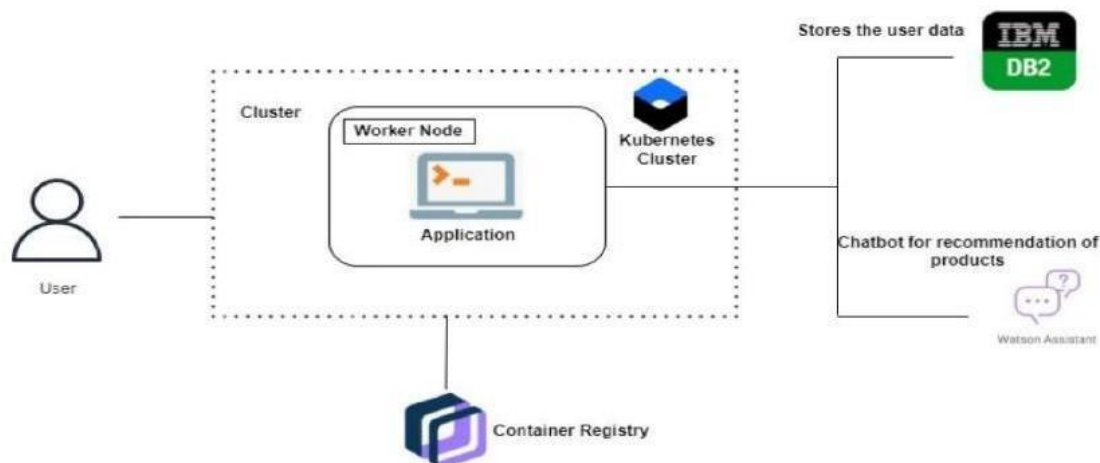 Stores the user data
IBM
DB2
Cluster
Worker Node
Kubernetes
Cluster
Application
User
Chatbot for recommendation of
products
Watson Assistant
Container Registry